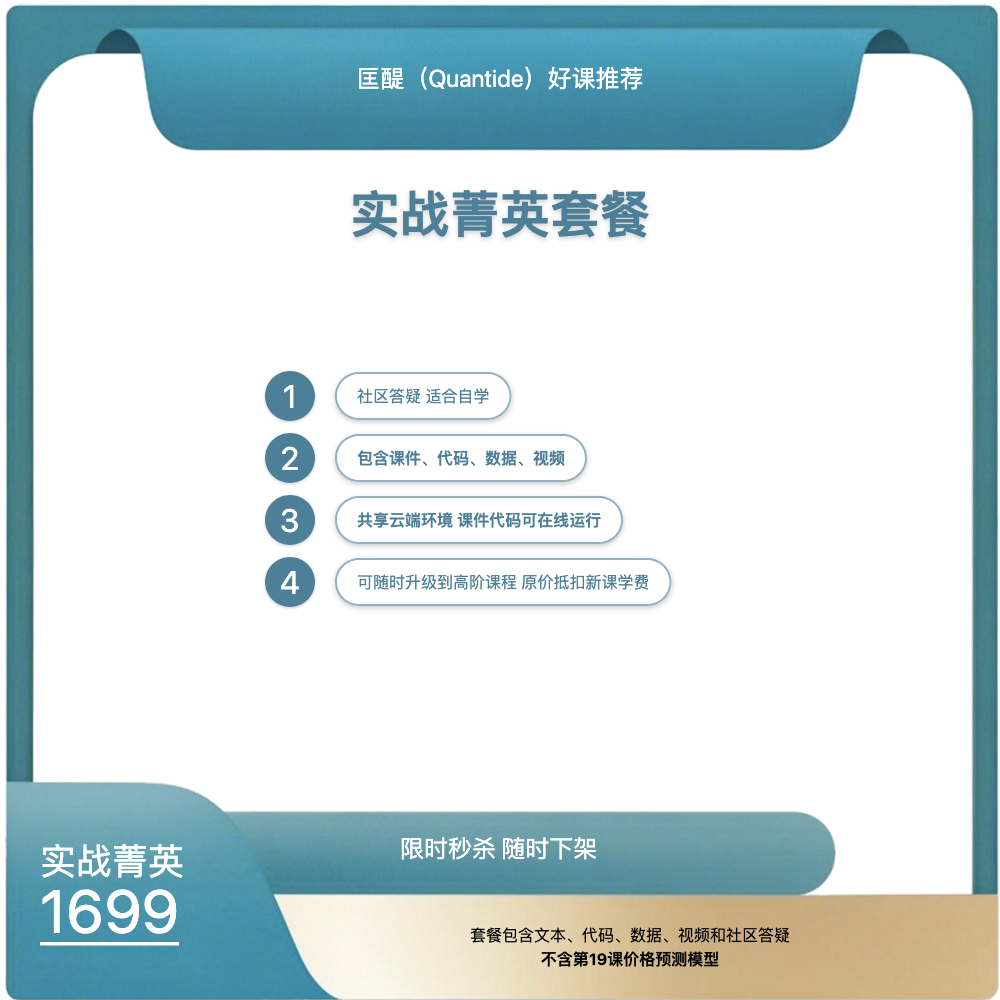 匡醍（Quantide）好课推荐
实战菁英套餐
1 社区答疑 适合自学
2 包含课件、代码、数据、视频
3 共享云端环境 课件代码可在线运行
4 可随时升级到高阶课程 原价抵扣新课学费
限时秒杀 随时下架
实战菁英
1699
套餐包含文本、代码、数据、视频和社区答疑
不含第19课价格预测模型